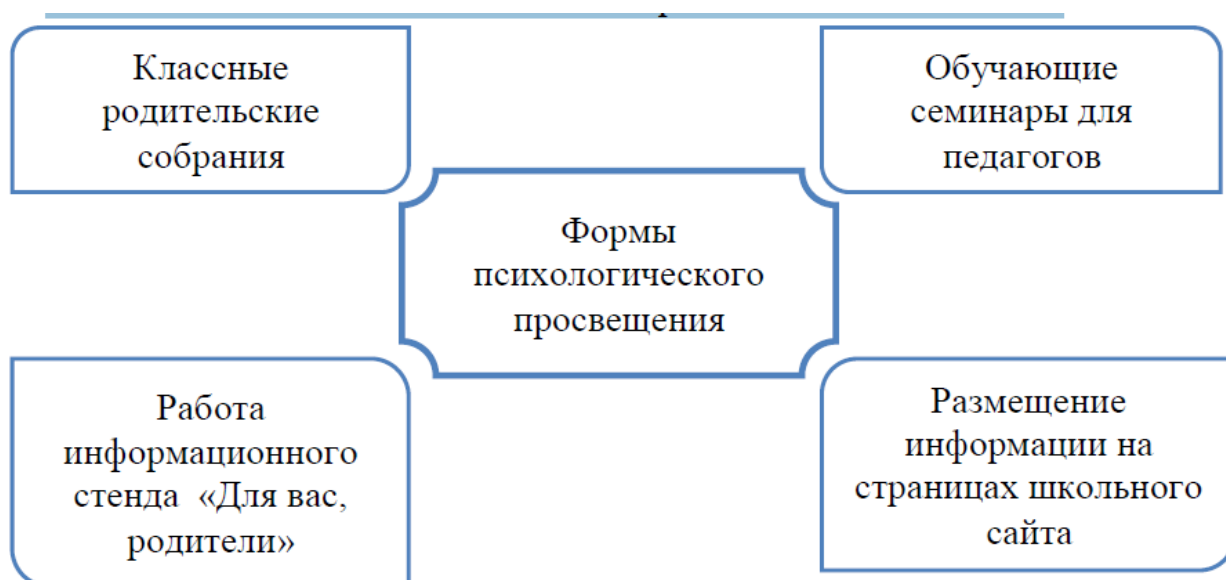 Классные
родительские
собрания
Обучающие
семинары для
педагогов
Формы
психологического
просвещения
Работа
информационного
стенда «Для вас,
родители»
Размещение
информации на
страницах школьного
сайта